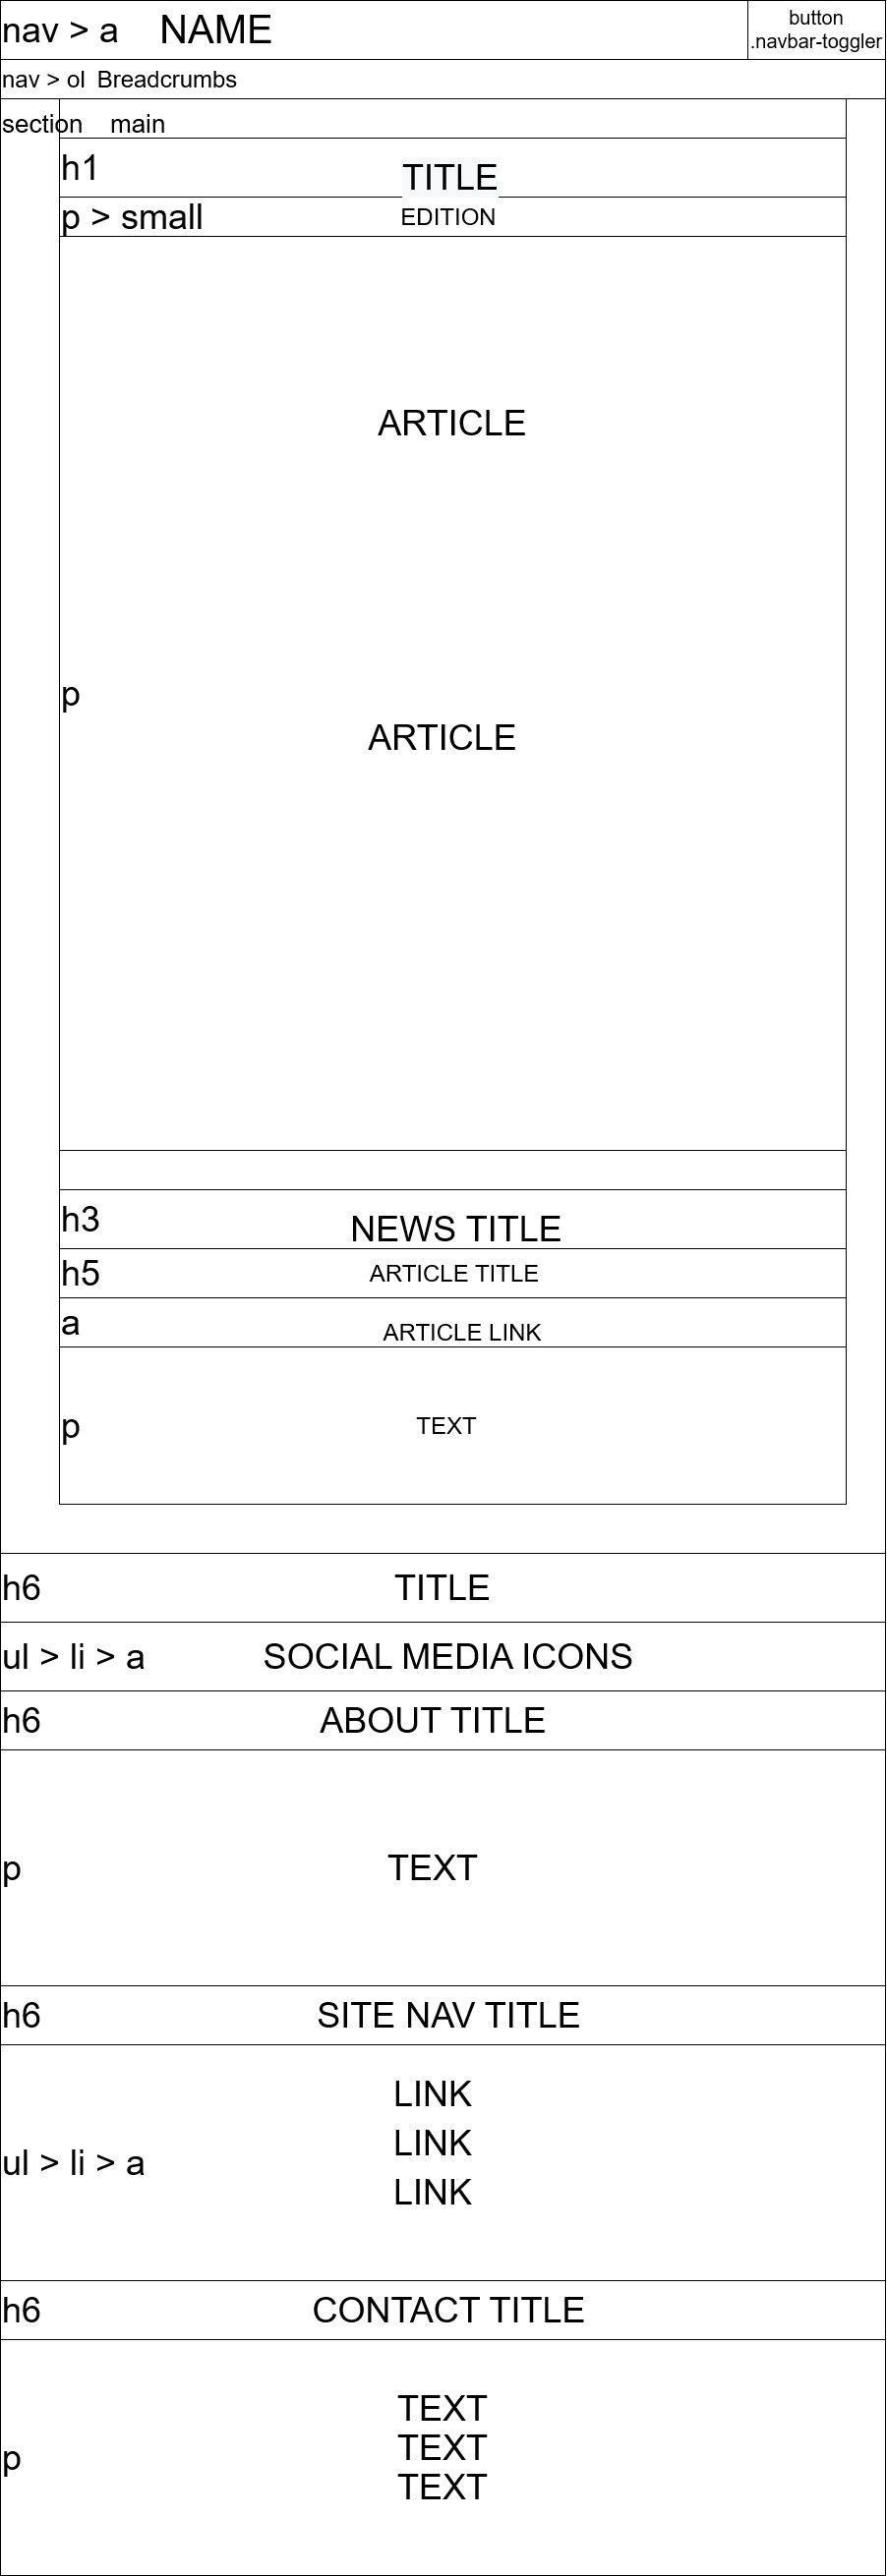 nav > a NAME
button
.navbar-toggler
nav > ol Breadcrumbs
section main
h1 TITLE
p > small EDITION
ARTICLE
p
ARTICLE
h3 NEWS TITLE
h5 ARTICLE TITLE
a ARTICLE LINK
p TEXT
h6 TITLE
ul > li > a SOCIAL MEDIA ICONS
h6 ABOUT TITLE
p TEXT
h6 SITE NAV TITLE
LINK
LINK
ul > li > a
LINK
h6 CONTACT TITLE
TEXT
TEXT
p
TEXT